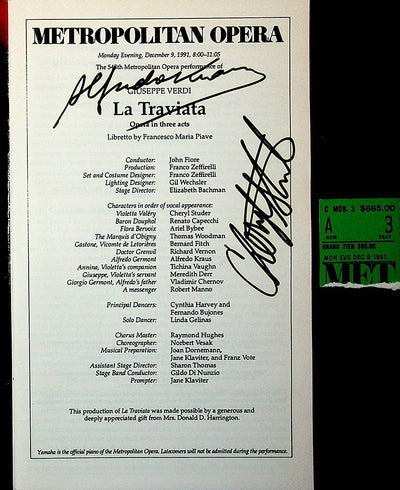 METROPOLITAN OPERA
Monday Evening, December 9, 1991, 8:00–11:05
The Metropolitan Opera performance of
GIUSEPPE VERDI
La Traviata
Opera in three acts
Libretto by Francesco Maria Piave
Conductor: John Fiore
Production: Franco Zeffirelli
Set and Costume Designer: Franco Zeffirelli
Lighting Designer: Gil Wechsler
Stage Director: Elizabeth Bachman
Characters in order of vocal appearance:
Violetta Valéry Cheryl Studer
Baron Douphol Renato Capecchi
Flora Bervoix Ariel Bybee
The Marquis d'Obigny Thomas Woodman
Gastone, Vicomte de Letorières Bernard Fitch
Doctor Grenvil Richard Vernon
Alfredo Germont Alfredo Kraus
Annina, Violetta's companion Tichina Vaughn
Giuseppe, Violetta's servant Meredith Derr
Giorgio Germont, Alfredo's father Vladimir Chernov
A messenger Robert Manno
Principal Dancers: Cynthia Harvey and
Fernando Bujones
Solo Dancer: Linda Gelinas
Chorus Master: Raymond Hughes
Choreographer: Norbert Vesak
Musical Preparation: Joan Dornemann,
Jane Klaviter, and Franz Vote
Assistant Stage Director: Sharon Thomas
Stage Band Conductor: Gildo Di Nunzio
Prompter: Jane Klaviter
This production of La Traviata was made possible by a generous and
deeply appreciated gift from Mrs. Donald D. Harrington.
Yamaha is the official piano of the Metropolitan Opera. Latecomers will not be admitted during the performance.
Alfredo Kraus
C MON. 3 $665.00
A 3
ROW SEAT
GRAND TIER $95.00
MON EVE DEC 9 1991
MET